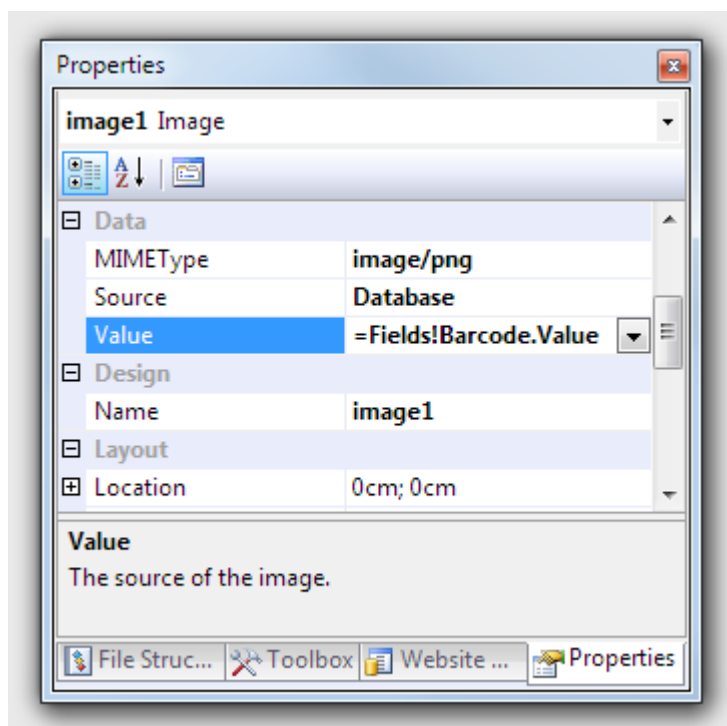 Properties
image1 Image
Data
MIMEType image/png
Source Database
Value =Fields!Barcode.Value
Design
Name image1
Layout
Location 0cm; 0cm
Value
The source of the image.
File Struc... Toolbox Website ... Properties